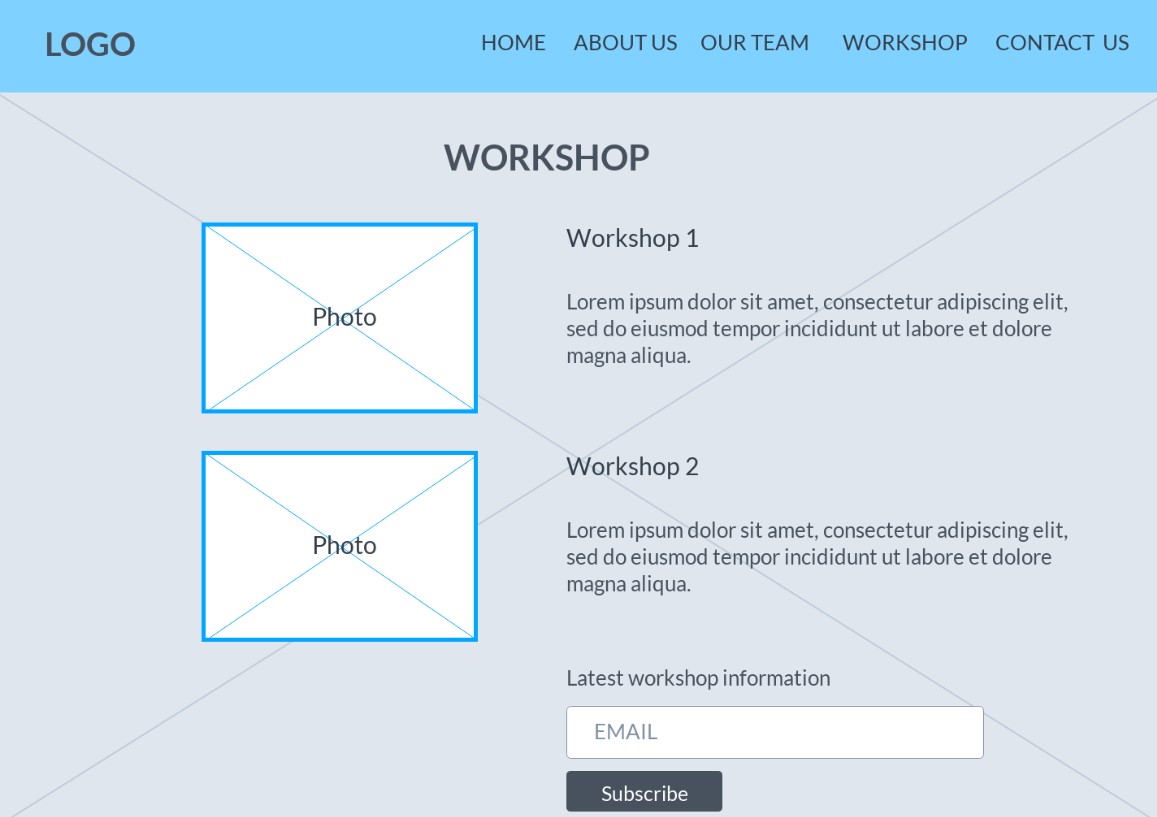 LOGO
HOME ABOUT US OUR TEAM WORKSHOP CONTACT US
WORKSHOP
Photo
Workshop 1
Lorem ipsum dolor sit amet, consectetur adipiscing elit,
sed do eiusmod tempor incididunt ut labore et dolore
magna aliqua.
Photo
Workshop 2
Lorem ipsum dolor sit amet, consectetur adipiscing elit,
sed do eiusmod tempor incididunt ut labore et dolore
magna aliqua.
Latest workshop information
EMAIL
Subscribe